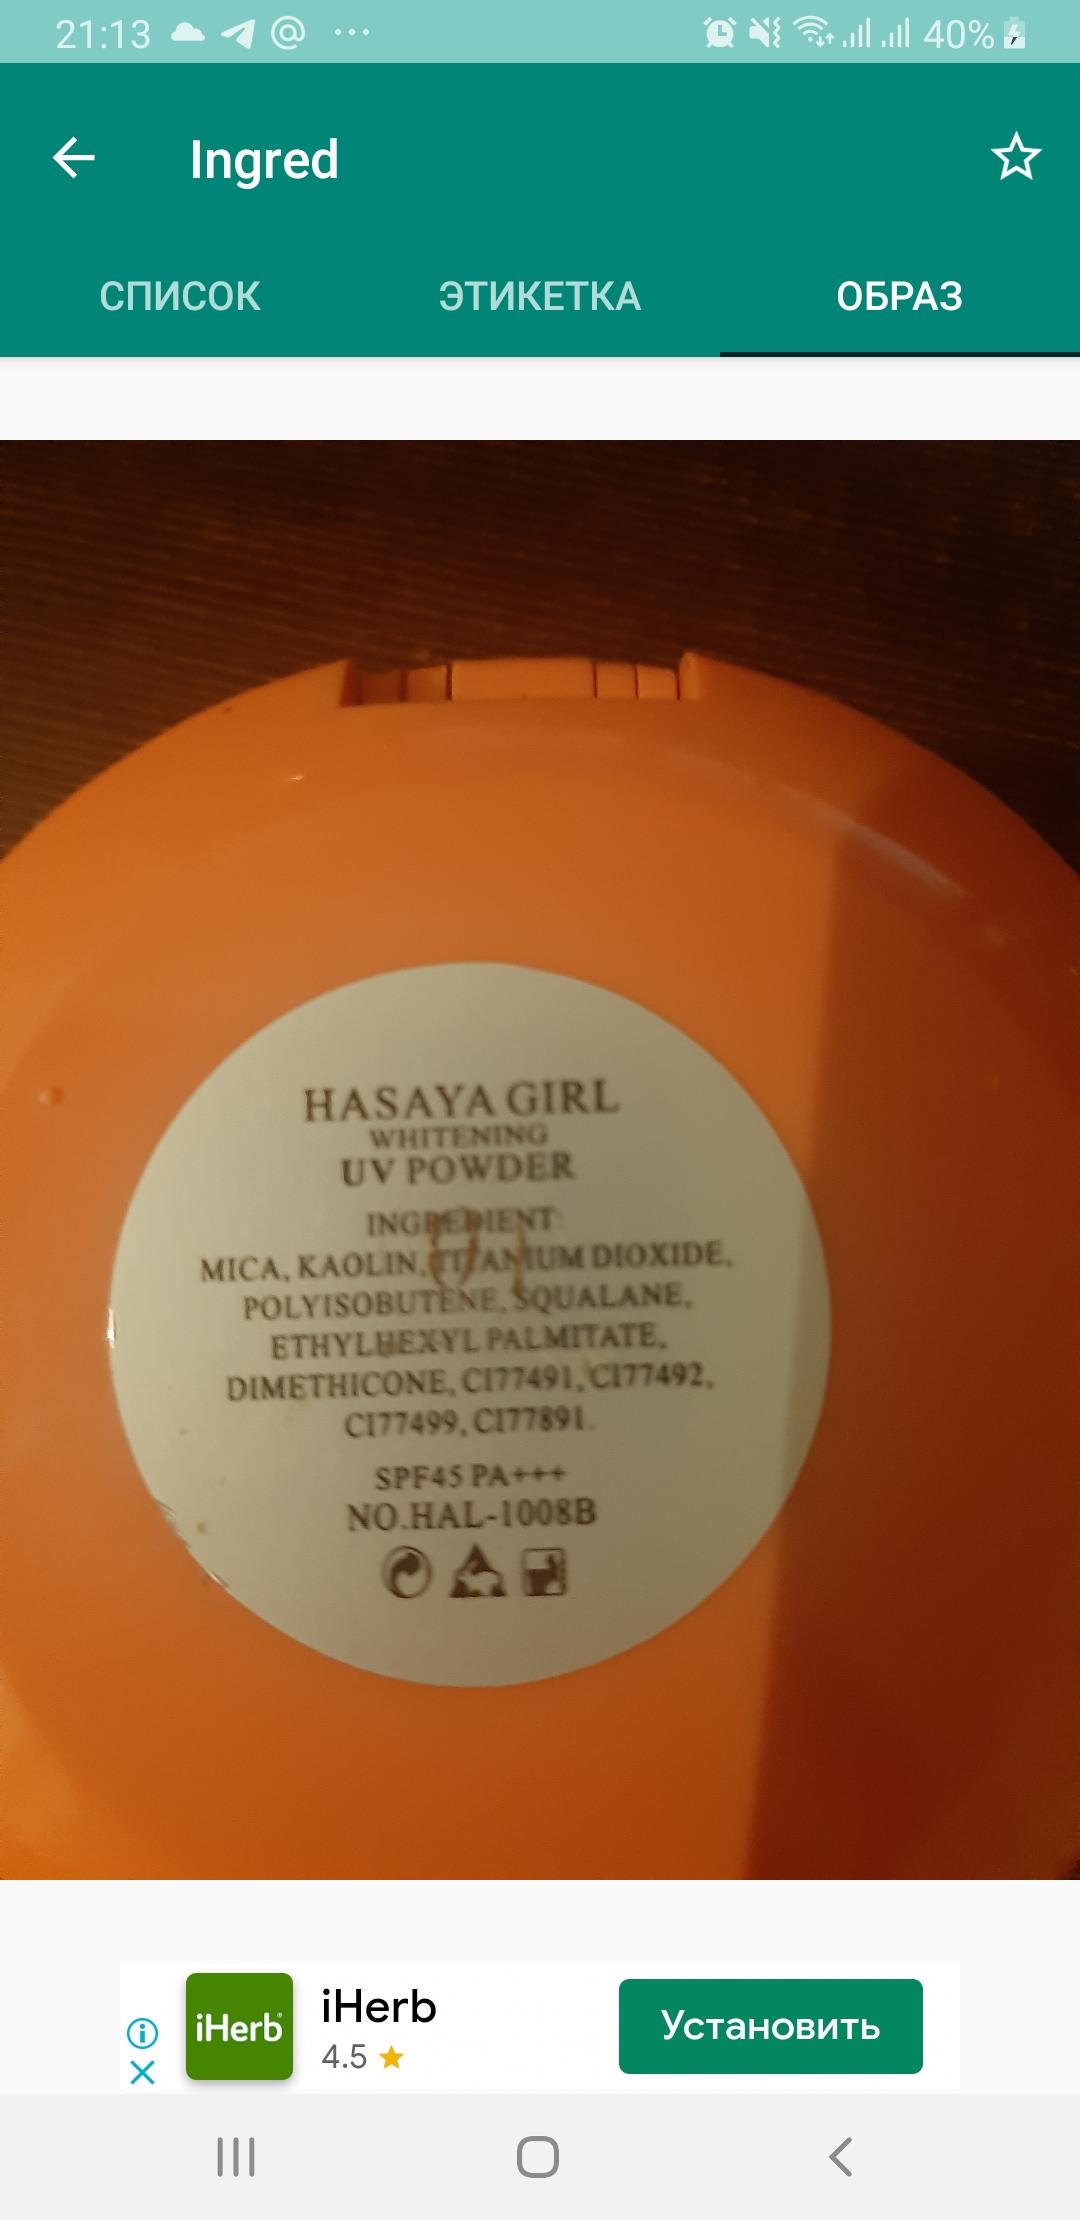 21:13
40%
Ingred
СПИСОК
ЭТИКЕТКА
ОБРАЗ
HASAYA GIRL
WHITENING
UV POWDER
INGREDIENT:
MICA, KAOLIN, TITANIUM DIOXIDE,
POLYISOBUTENE, SQUALANE,
ETHYLHEXYL PALMITATE,
DIMETHICONE, CI77491, CI77492,
CI77499, CI77891.
SPF45 PA+++
NO.HAL-1008B
iHerb
iHerb
4.5
Установить